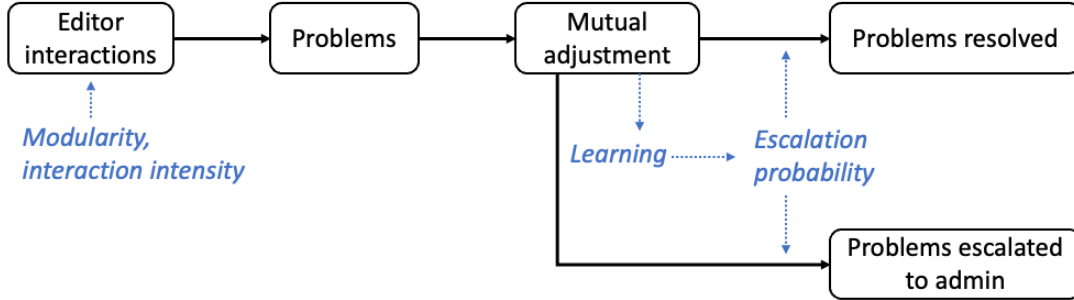 Editor
interactions
Problems
Mutual
adjustment
Problems resolved
Modularity,
interaction intensity
Learning
Escalation
probability
Problems escalated
to admin